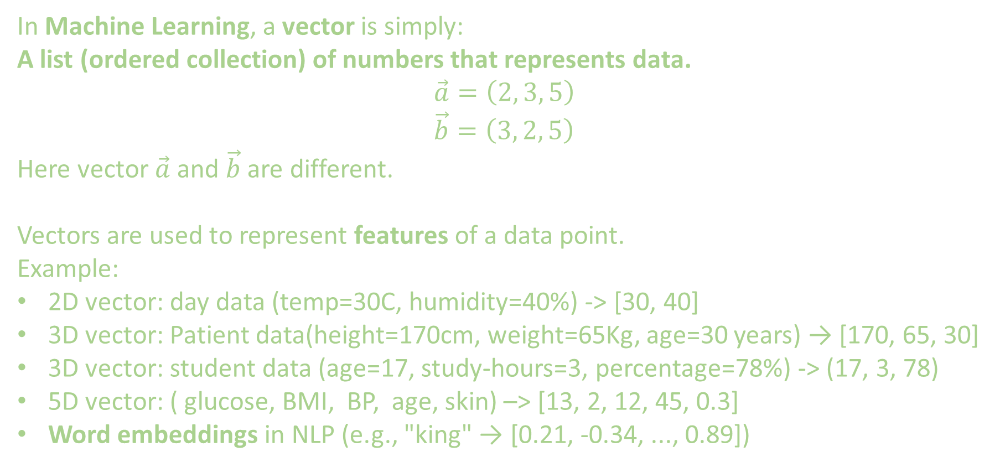 In Machine Learning, a vector is simply:
A list (ordered collection) of numbers that represents data.
a⃗ = (2, 3, 5)
b⃗ = (3, 2, 5)
Here vector a⃗ and b⃗ are different.
Vectors are used to represent features of a data point.
Example:
• 2D vector: day data (temp=30C, humidity=40%) -> [30, 40]
• 3D vector: Patient data(height=170cm, weight=65Kg, age=30 years) → [170, 65, 30]
• 3D vector: student data (age=17, study-hours=3, percentage=78%) -> (17, 3, 78)
• 5D vector: ( glucose, BMI, BP, age, skin) –> [13, 2, 12, 45, 0.3]
• Word embeddings in NLP (e.g., "king" → [0.21, -0.34, ..., 0.89])